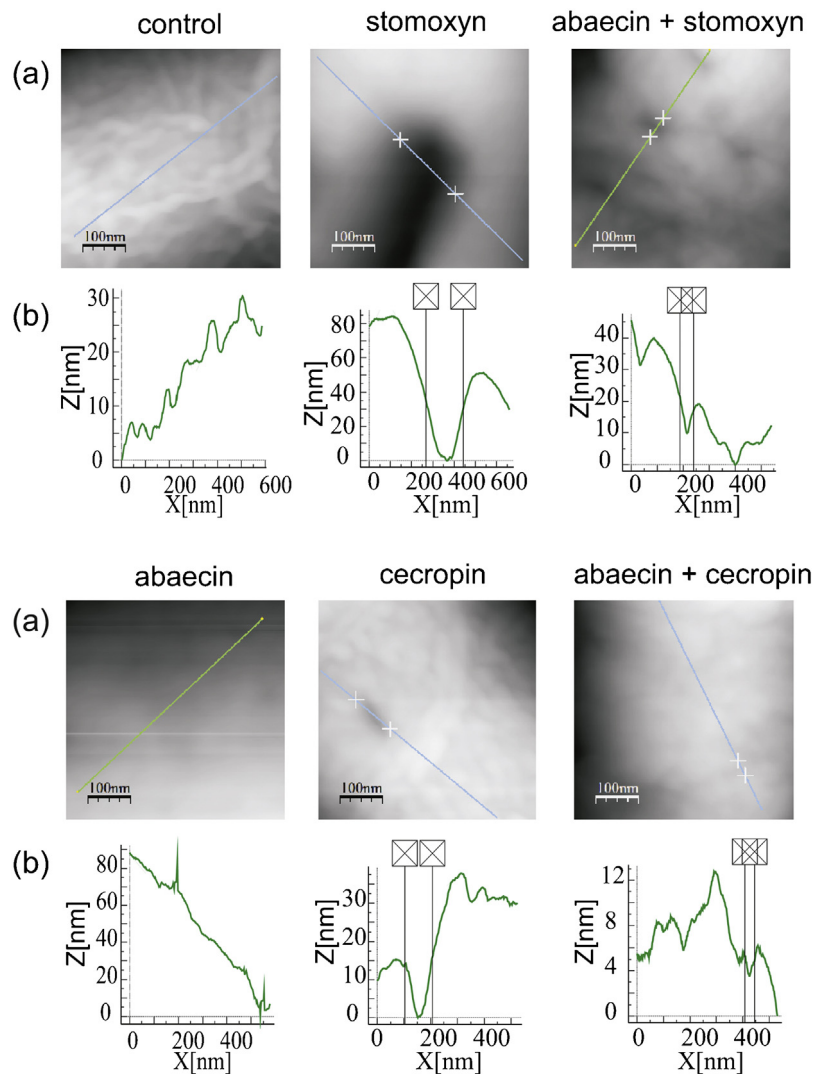 control stomoxyn abaecin + stomoxyn
(a)
100nm 100nm 100nm
(b)
Z[nm] 30 20 10 0
0 200 400 600
X[nm]
Z[nm] 80 60 40 20 0
0 200 400 600
X[nm]
Z[nm] 40 30 20 10 0
0 200 400
X[nm]
abaecin cecropin abaecin + cecropin
(a)
100nm 100nm 100nm
(b)
Z[nm] 80 60 40 20 0
0 200 400
X[nm]
Z[nm] 30 20 10 0
0 200 400
X[nm]
Z[nm] 12 8 4 0
0 200 400
X[nm]